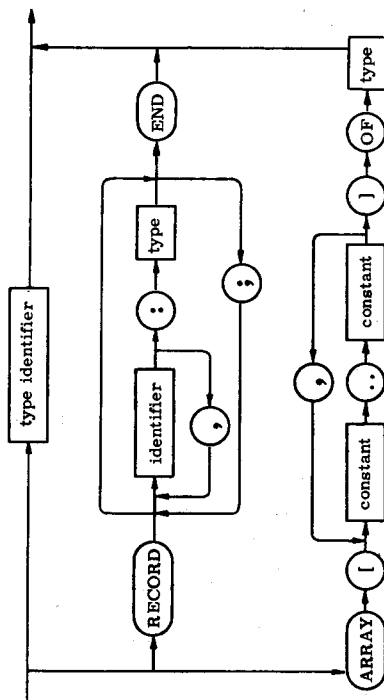 type identifier
RECORD identifier : type END
,
;
ARRAY [ constant .. constant ] OF type
,